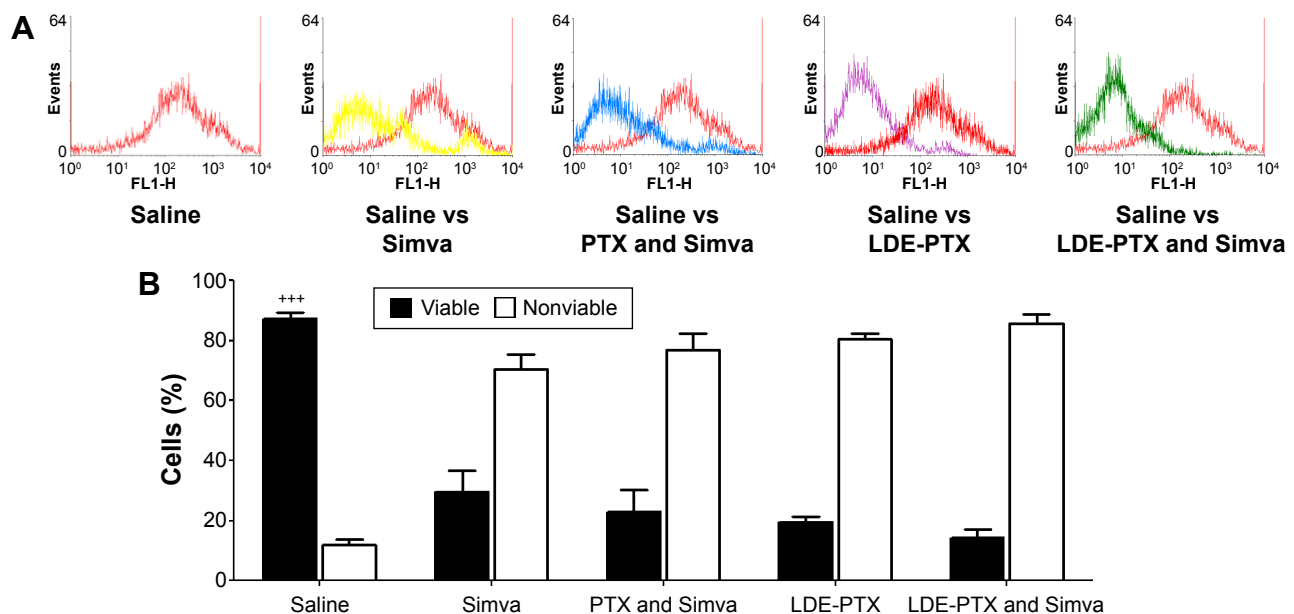 A
64
Events
0
10⁰ 10¹ 10² 10³ 10⁴
FL1-H
Saline
64
Events
0
10⁰ 10¹ 10² 10³ 10⁴
FL1-H
Saline vs
Simva
64
Events
0
10⁰ 10¹ 10² 10³ 10⁴
FL1-H
Saline vs
PTX and Simva
64
Events
0
10⁰ 10¹ 10² 10³ 10⁴
FL1-H
Saline vs
LDE-PTX
64
Events
0
10⁰ 10¹ 10² 10³ 10⁴
FL1-H
Saline vs
LDE-PTX and Simva
B
Cells (%)
100
80
60
40
20
0
+++
Viable Nonviable
Saline Simva PTX and Simva LDE-PTX LDE-PTX and Simva